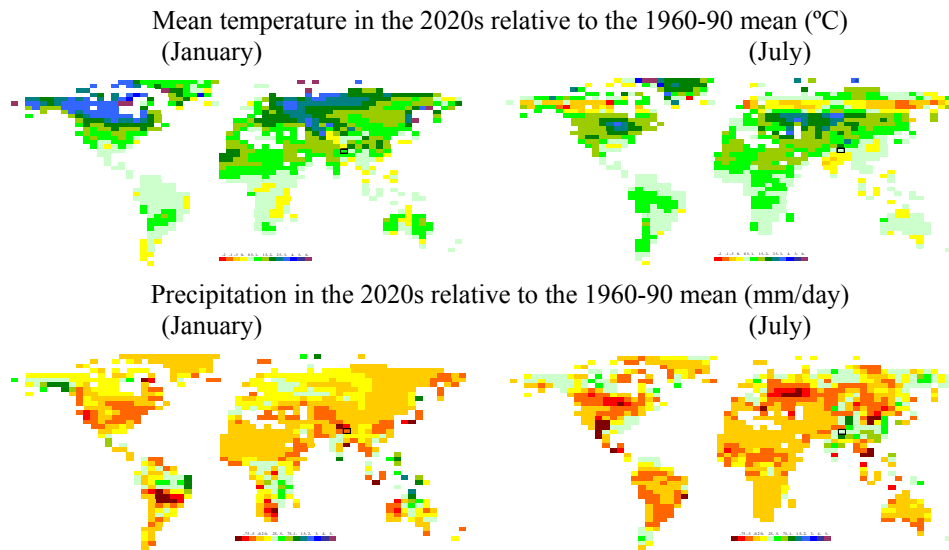 Mean temperature in the 2020s relative to the 1960-90 mean (ºC)
(January) (July)
Precipitation in the 2020s relative to the 1960-90 mean (mm/day)
(January) (July)